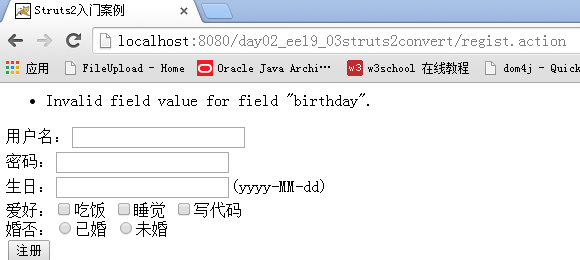 Struts2入门案例
localhost:8080/day02_ee19_03struts2convert/regist.action
应用 FileUpload - Home Oracle Java Archi··· w3 w3school 在线教程 dom4j - Quick
Invalid field value for field "birthday".
用户名：
密码：
生日： (yyyy-MM-dd)
爱好： 吃饭 睡觉 写代码
婚否： 已婚 未婚
注册